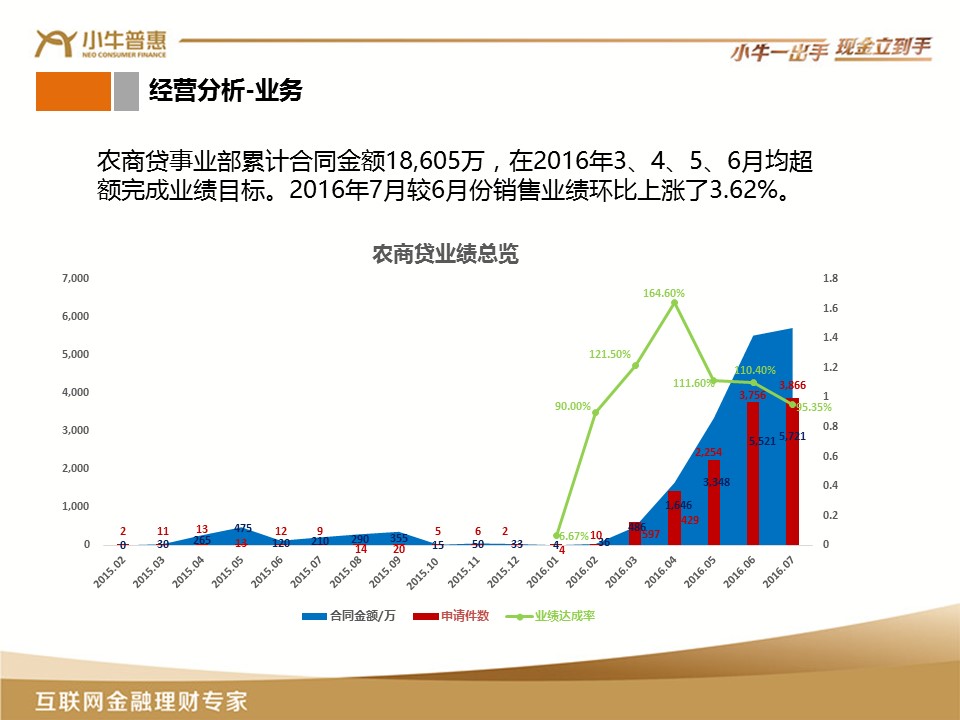 小牛普惠
NEO CONSUMER FINANCE
小牛一出手 现金立到手
经营分析-业务
农商贷事业部累计合同金额18,605万，在2016年3、4、5、6月均超
额完成业绩目标。2016年7月较6月份销售业绩环比上涨了3.62%。
农商贷业绩总览
7,000
6,000
5,000
4,000
3,000
2,000
1,000
0
1.8
1.6
1.4
1.2
1
0.8
0.6
0.4
0.2
0
6.67%
90.00%
121.50%
164.60%
111.60%
110.40%
95.35%
2 11 13 13 12 9 14 20 5 6 2 4 10 597 429 2,254 3,756 3,866
0 30 265 475 120 210 290 355 15 50 33 4 36 486 1,646 3,348 5,521 5,721
2015.02 2015.03 2015.04 2015.05 2015.06 2015.07 2015.08 2015.09 2015.10 2015.11 2015.12 2016.01 2016.02 2016.03 2016.04 2016.05 2016.06 2016.07
合同金额/万 申请件数 业绩达成率
互联网金融理财专家